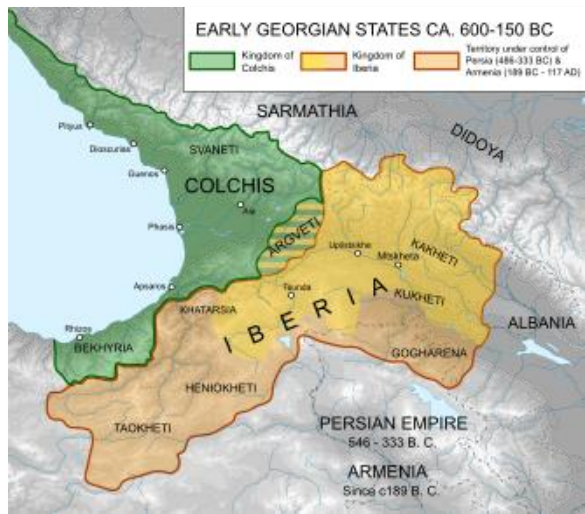 EARLY GEORGIAN STATES CA. 600-150 BC
Kingdom of
Colchis
Kingdom of
Iberia
Territory under control of
Persia (486-333 BC) &
Armenia (189 BC - 117 AD)
SARMATHIA
DIDOYA
Pityus
Dioscurias
SVANETI
Guenos
COLCHIS
Aia
Phasis
ARGVETI
Uplistsikhe
KAKHETI
Mtskheta
Apsaros
Tsunda
KUKHETI
KHATARSIA
IBERIA
ALBANIA
Rhizos
BEKHYRIA
GOGHARENA
HENIOKHETI
TAOKHETI
PERSIAN EMPIRE
546 - 333 B. C.
ARMENIA
Since c189 B. C.